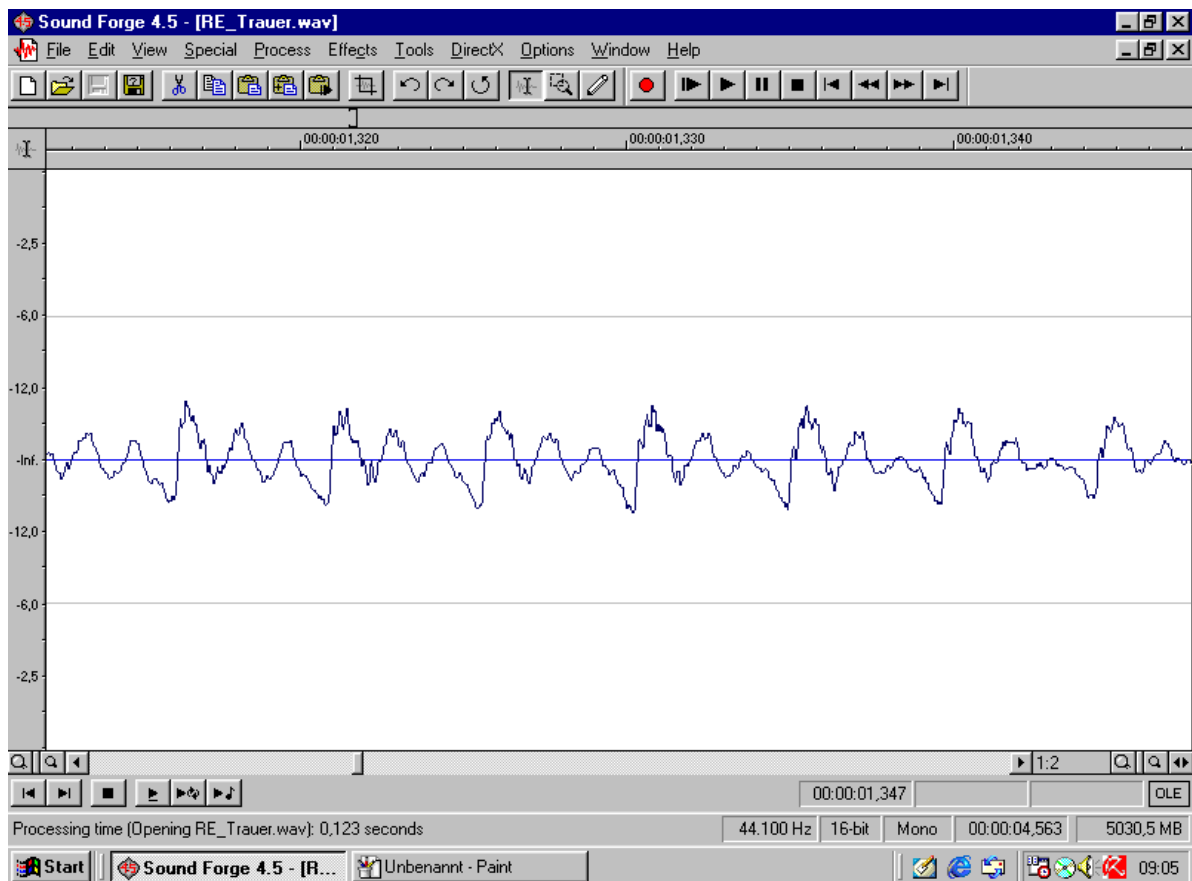 Sound Forge 4.5 - [RE_Trauer.wav]
File Edit View Special Process Effects Tools DirectX Options Window Help
00:00:01,320 00:00:01,330 00:00:01,340
-2,5
-6,0
-12,0
-Inf.
-12,0
-6,0
-2,5
1:2
00:00:01,347 OLE
Processing time (Opening RE_Trauer.wav): 0,123 seconds 44.100 Hz 16-bit Mono 00:00:04,563 5030,5 MB
Start Sound Forge 4.5 - [R... Unbenannt - Paint 09:05